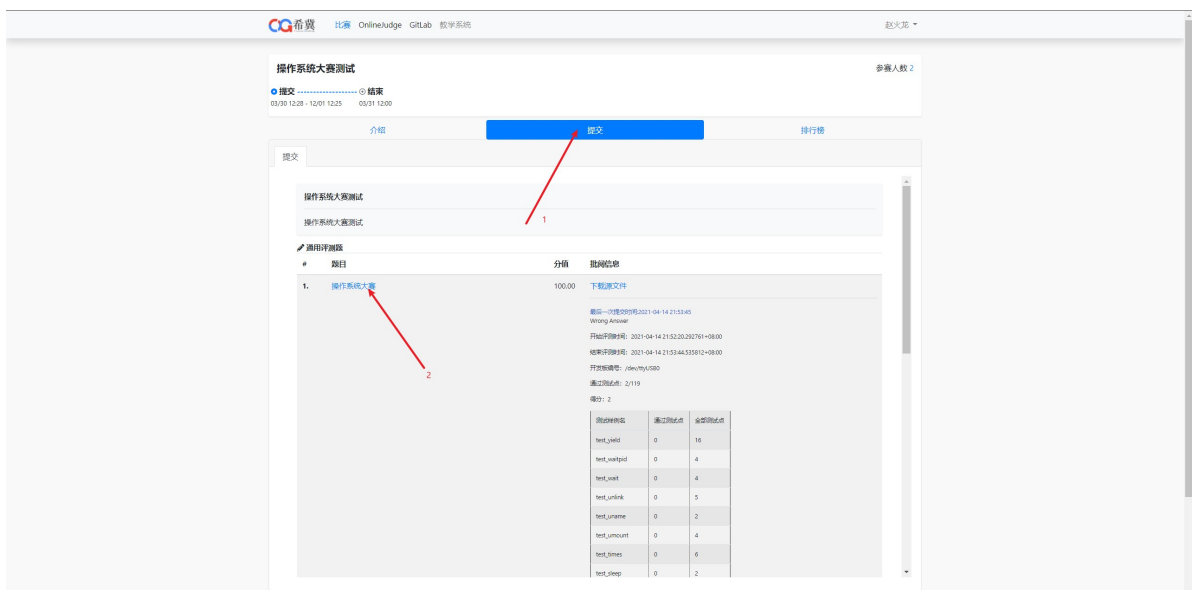 CG希冀 比赛 OnlineJudge GitLab 教学系统 赵火龙
操作系统大赛测试 参赛人数 2
提交 ------------------- 结束
03/30 12:28 - 12/01 12:25 03/31 12:00
介绍 提交 排行榜
提交
操作系统大赛测试
操作系统大赛测试
1
通用评测题
# 题目 分值 批阅信息
1. 操作系统大赛 100.00 下载源文件
最后一次提交时间:2021-04-14 21:53:45
Wrong Answer
开始评测时间: 2021-04-14 21:52:20.292761+08:00
结束评测时间: 2021-04-14 21:53:44.535812+08:00
开发板编号: /dev/ttyUSB0
2
通过测试点: 2/119
得分: 2
测试样例名 通过测试点 全部测试点
test_yield 0 16
test_waitpid 0 4
test_wait 0 4
test_unlink 0 5
test_uname 0 2
test_umount 0 4
test_times 0 6
test_sleep 0 2